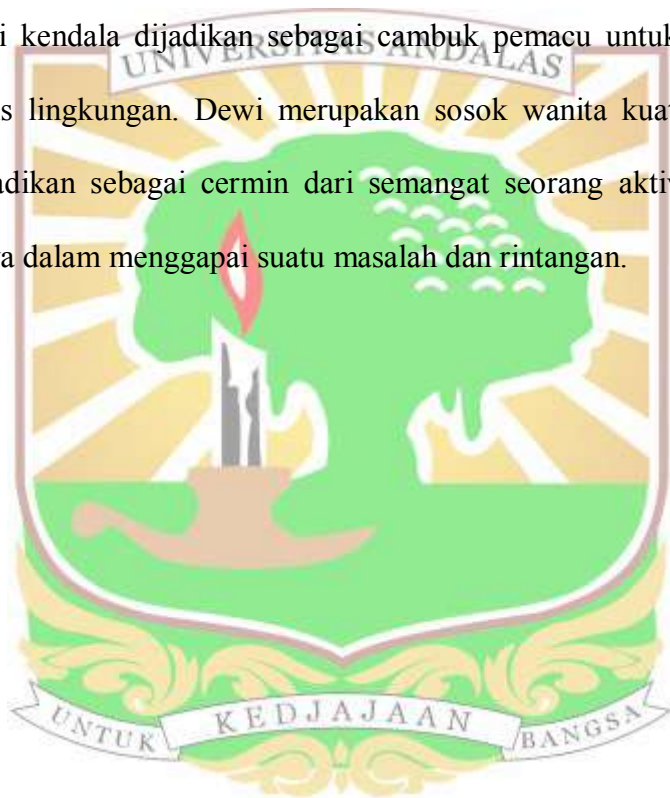 i kendala dijadikan sebagai cambuk pemacu untuk
UNIVERSITAS ANDALAS
s lingkungan. Dewi merupakan sosok wanita kuat
adikan sebagai cermin dari semangat seorang aktiv
a dalam menggapai suatu masalah dan rintangan.
UNTUK KEDJAJAAN BANGSA